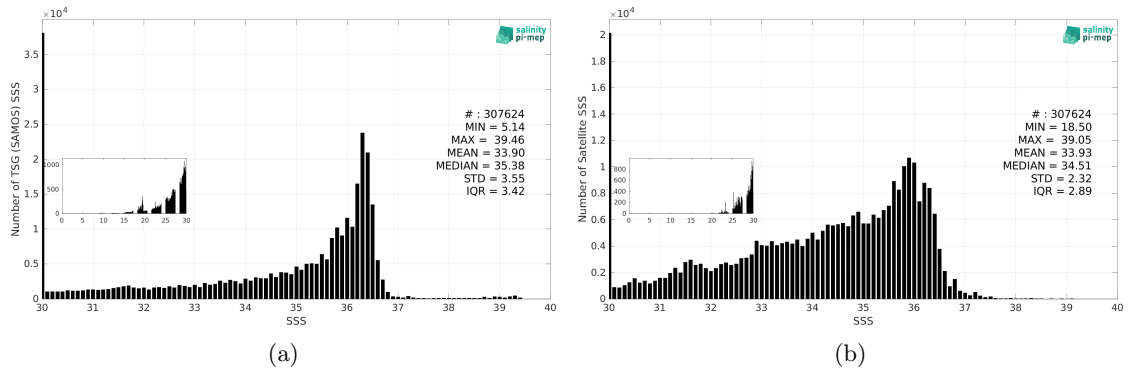 ×10⁴
salinity
pi-mep
3.5
3
2.5
2
1.5
1
0.5
0
Number of TSG (SAMOS) SSS
# : 307624
MIN = 5.14
MAX = 39.46
MEAN = 33.90
MEDIAN = 35.38
STD = 3.55
IQR = 3.42
1000
500
0
0 5 10 15 20 25 30
30 31 32 33 34 35 36 37 38 39 40
SSS
(a)
×10⁴
salinity
pi-mep
2
1.8
1.6
1.4
1.2
1
0.8
0.6
0.4
0.2
0
Number of Satellite SSS
# : 307624
MIN = 18.50
MAX = 39.05
MEAN = 33.93
MEDIAN = 34.51
STD = 2.32
IQR = 2.89
800
600
400
200
0
0 5 10 15 20 25 30
30 31 32 33 34 35 36 37 38 39 40
SSS
(b)